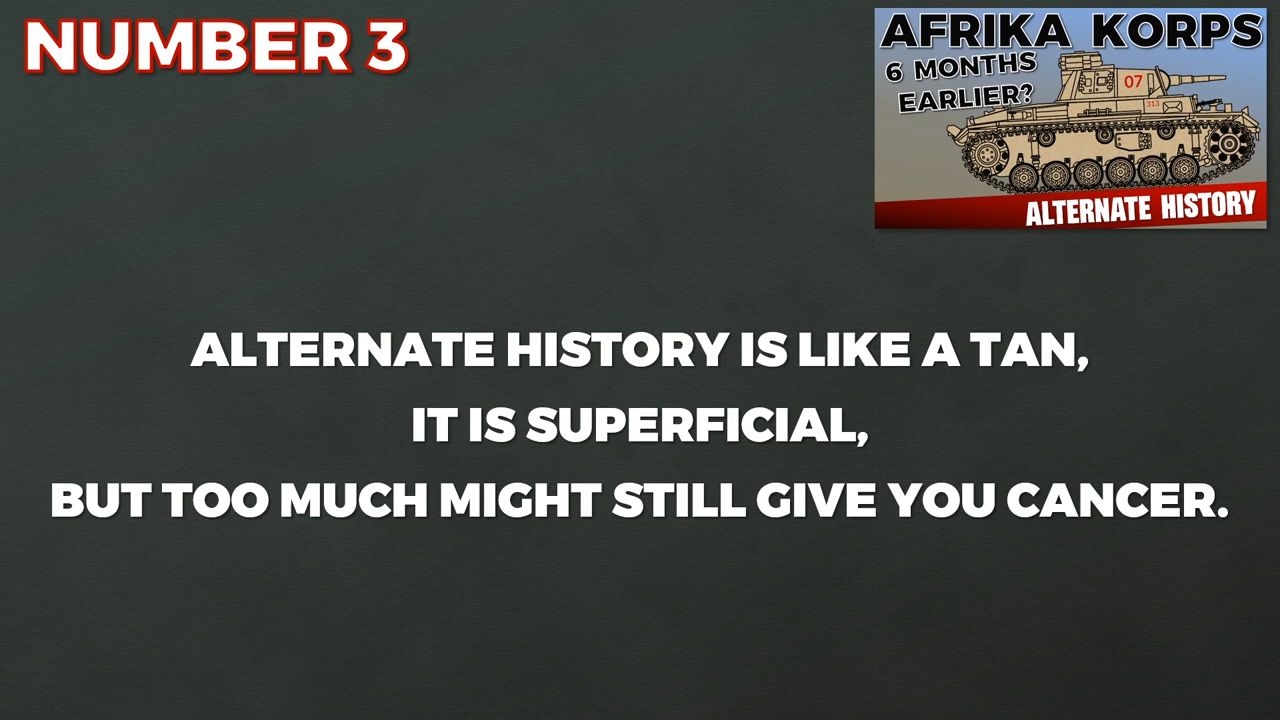 NUMBER 3
AFRIKA KORPS
6 MONTHS
EARLIER?
07
313
ALTERNATE HISTORY
ALTERNATE HISTORY IS LIKE A TAN,
IT IS SUPERFICIAL,
BUT TOO MUCH MIGHT STILL GIVE YOU CANCER.